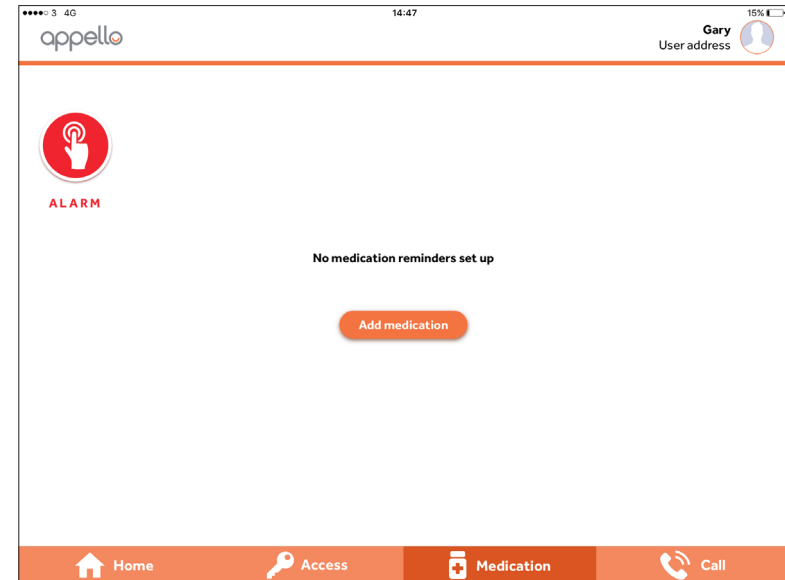 3 4G
14:47
15%
appello
Gary
User address
ALARM
No medication reminders set up
Add medication
Home
Access
Medication
Call